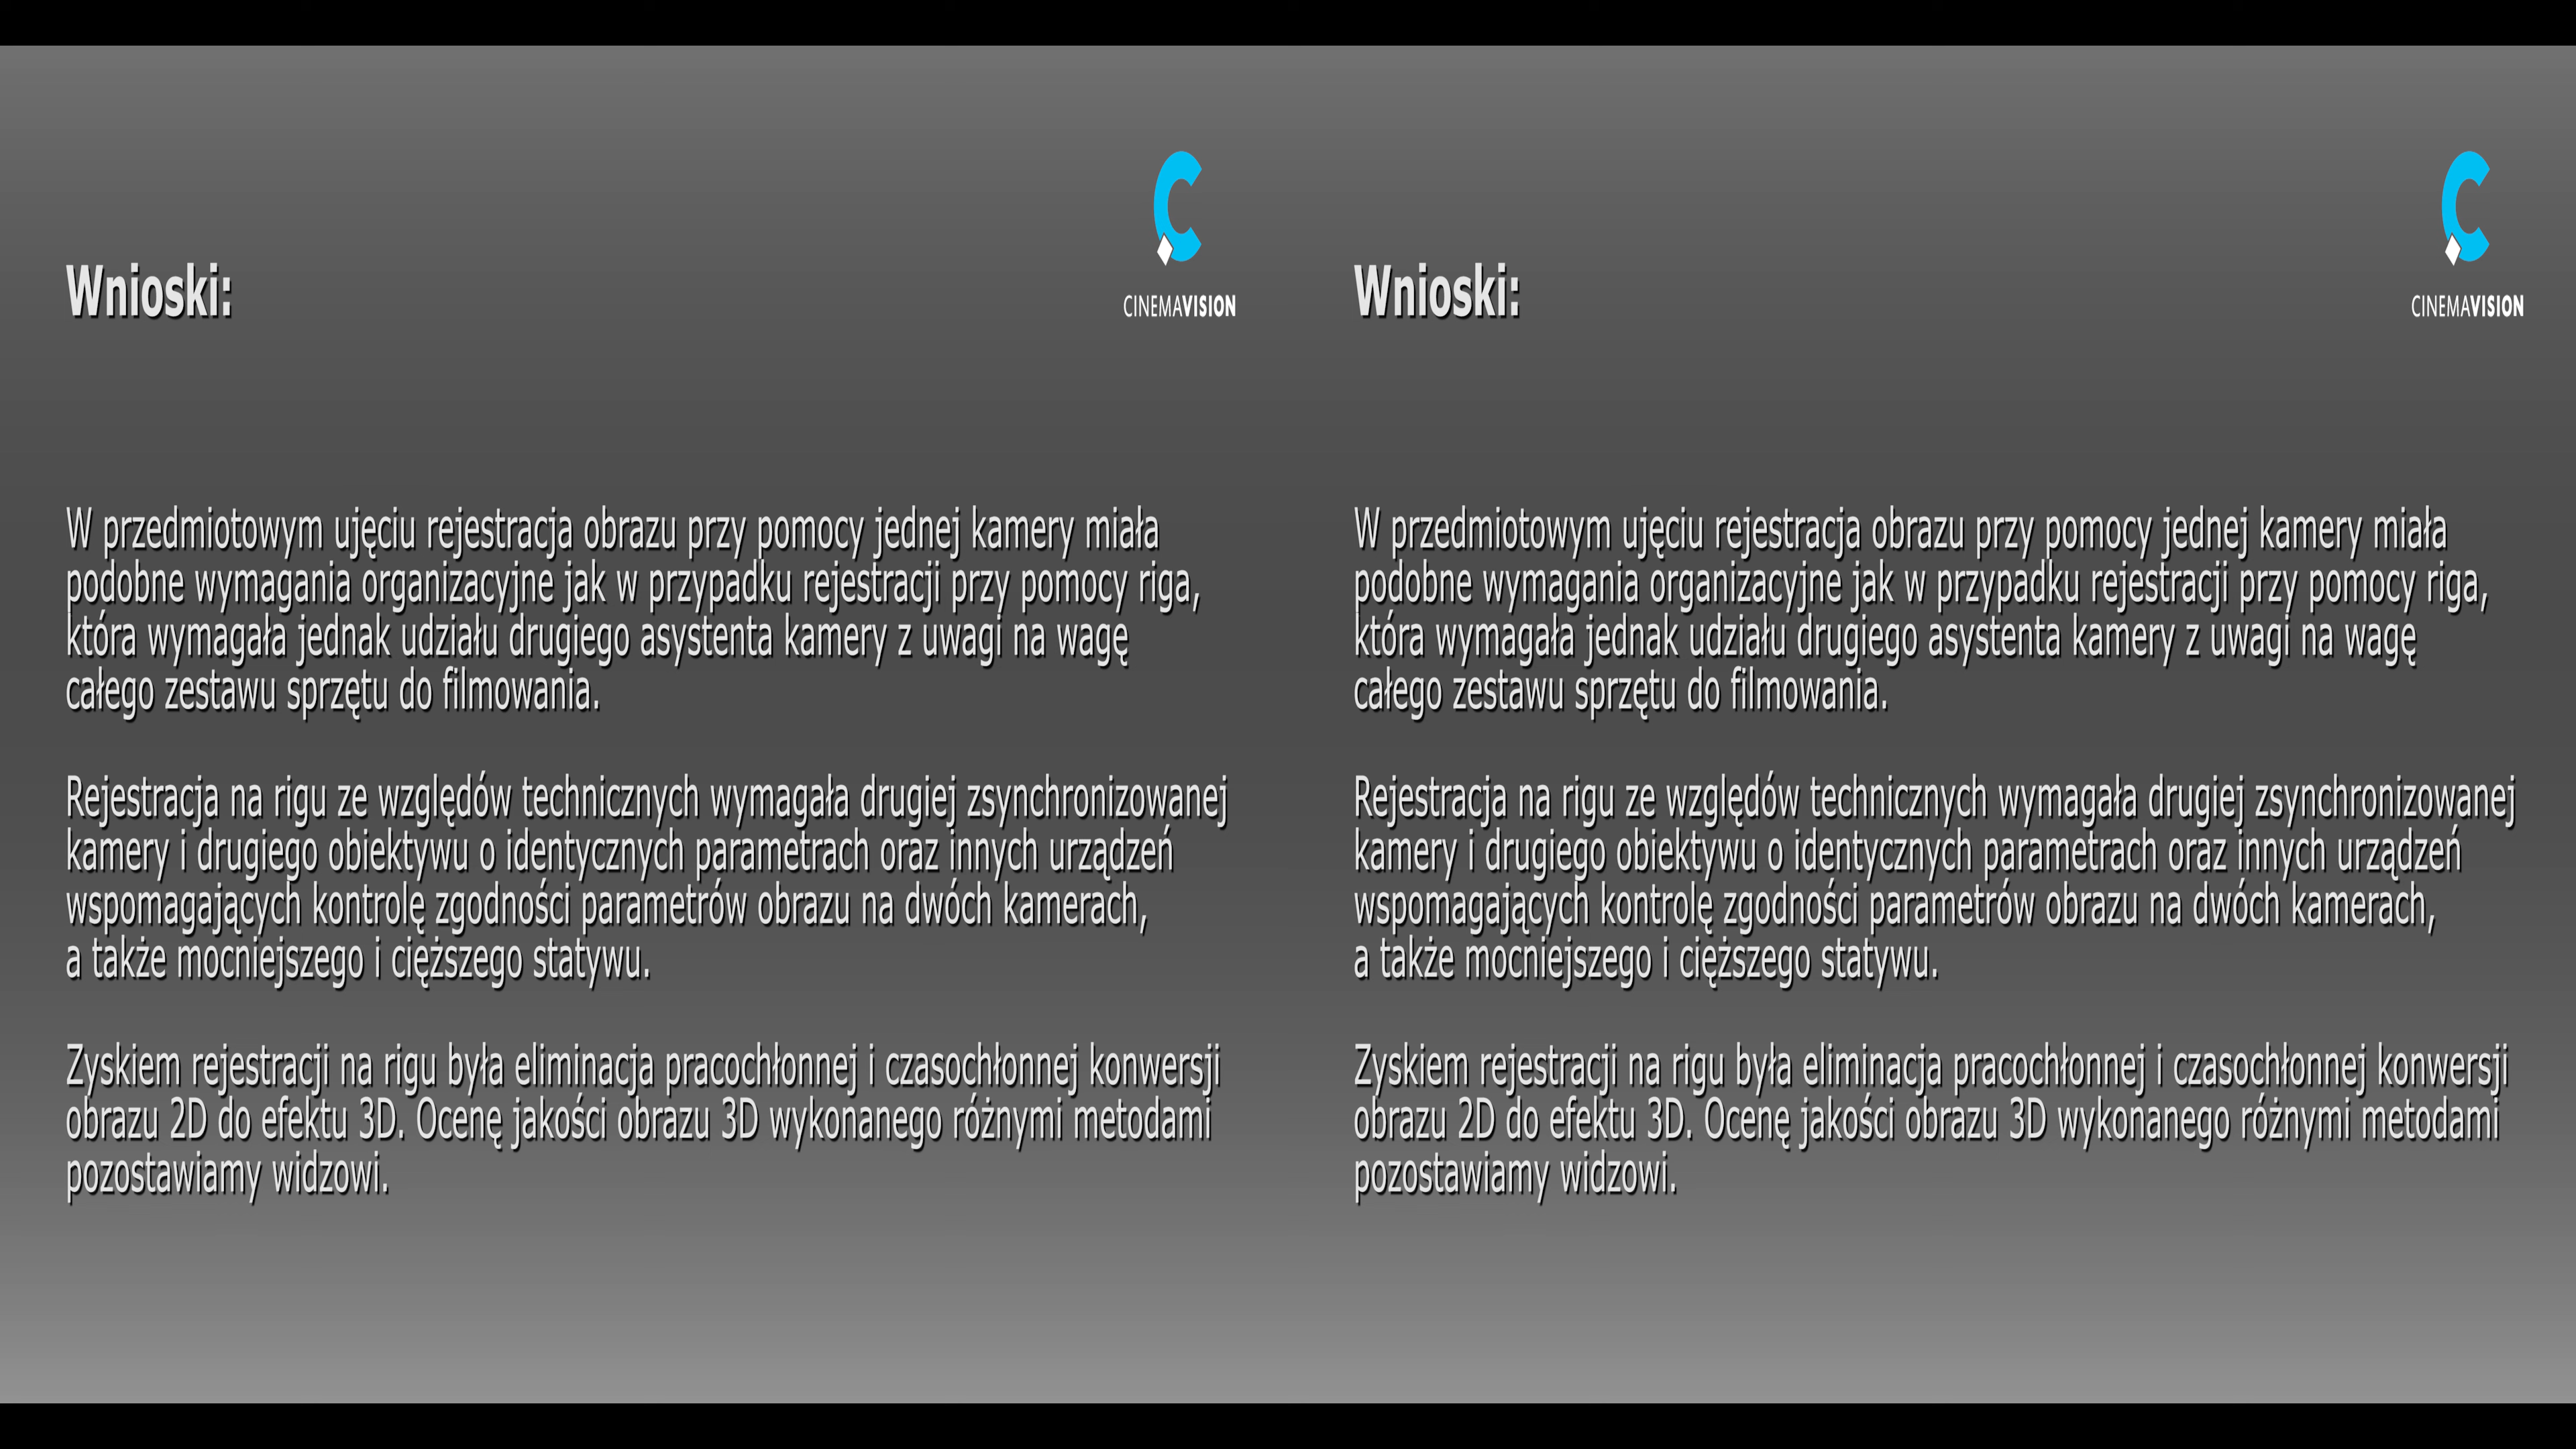 CINEMAVISION
Wnioski:
W przedmiotowym ujęciu rejestracja obrazu przy pomocy jednej kamery miała
podobne wymagania organizacyjne jak w przypadku rejestracji przy pomocy riga,
która wymagała jednak udziału drugiego asystenta kamery z uwagi na wagę
całego zestawu sprzętu do filmowania.
Rejestracja na rigu ze względów technicznych wymagała drugiej zsynchronizowanej
kamery i drugiego obiektywu o identycznych parametrach oraz innych urządzeń
wspomagających kontrolę zgodności parametrów obrazu na dwóch kamerach,
a także mocniejszego i cięższego statywu.
Zyskiem rejestracji na rigu była eliminacja pracochłonnej i czasochłonnej konwersji
obrazu 2D do efektu 3D. Ocenę jakości obrazu 3D wykonanego różnymi metodami
pozostawiamy widzowi.
CINEMAVISION
Wnioski:
W przedmiotowym ujęciu rejestracja obrazu przy pomocy jednej kamery miała
podobne wymagania organizacyjne jak w przypadku rejestracji przy pomocy riga,
która wymagała jednak udziału drugiego asystenta kamery z uwagi na wagę
całego zestawu sprzętu do filmowania.
Rejestracja na rigu ze względów technicznych wymagała drugiej zsynchronizowanej
kamery i drugiego obiektywu o identycznych parametrach oraz innych urządzeń
wspomagających kontrolę zgodności parametrów obrazu na dwóch kamerach,
a także mocniejszego i cięższego statywu.
Zyskiem rejestracji na rigu była eliminacja pracochłonnej i czasochłonnej konwersji
obrazu 2D do efektu 3D. Ocenę jakości obrazu 3D wykonanego różnymi metodami
pozostawiamy widzowi.